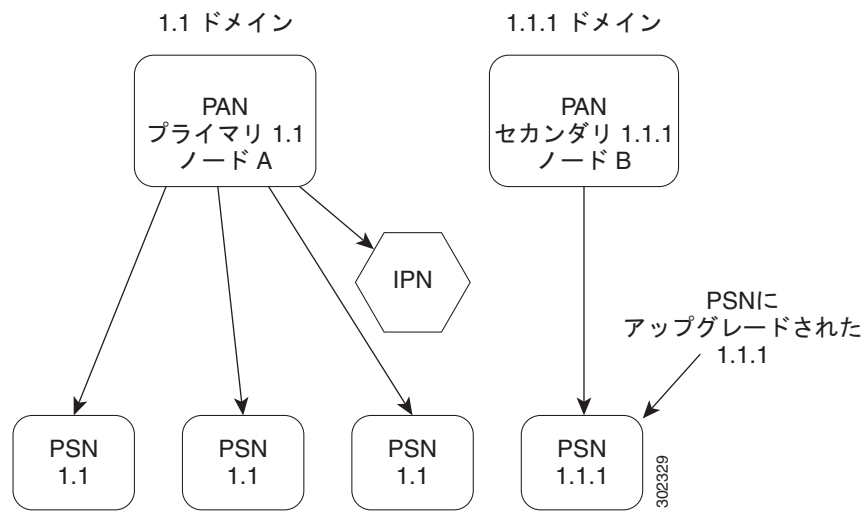 1.1 ドメイン
1.1.1 ドメイン
PAN
プライマリ 1.1
ノード A
PAN
セカンダリ 1.1.1
ノード B
IPN
PSNに
アップグレードされた
1.1.1
PSN
1.1
PSN
1.1
PSN
1.1
PSN
1.1.1
302329